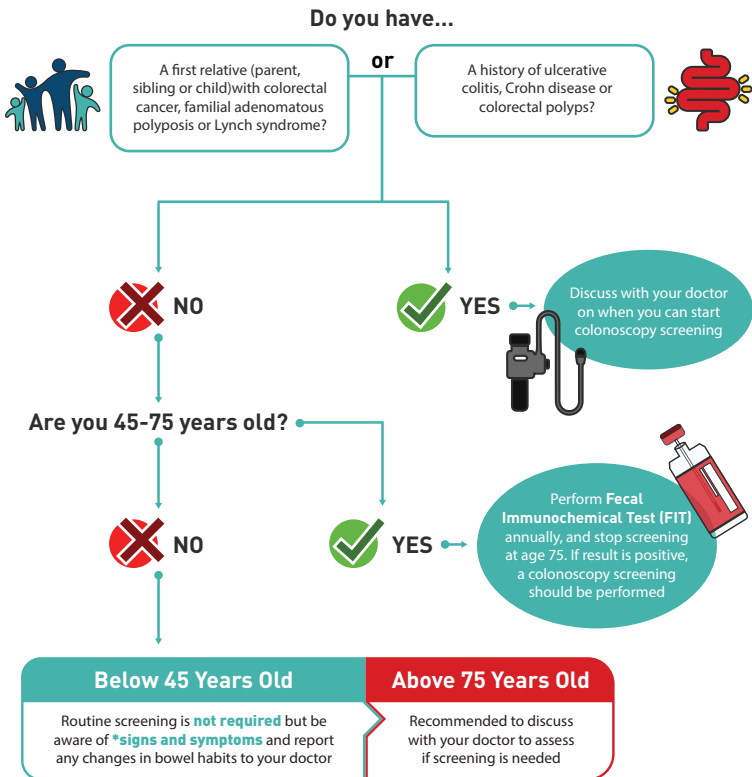 Do you have...
A first relative (parent,
sibling or child)with colorectal
cancer, familial adenomatous
polyposis or Lynch syndrome?
or
A history of ulcerative
colitis, Crohn disease or
colorectal polyps?
NO
YES
Discuss with your doctor
on when you can start
colonoscopy screening
Are you 45-75 years old?
NO
YES
Perform Fecal
Immunochemical Test (FIT)
annually, and stop screening
at age 75. If result is positive,
a colonoscopy screening
should be performed
Below 45 Years Old
Routine screening is not required but be
aware of *signs and symptoms and report
any changes in bowel habits to your doctor
Above 75 Years Old
Recommended to discuss
with your doctor to assess
if screening is needed